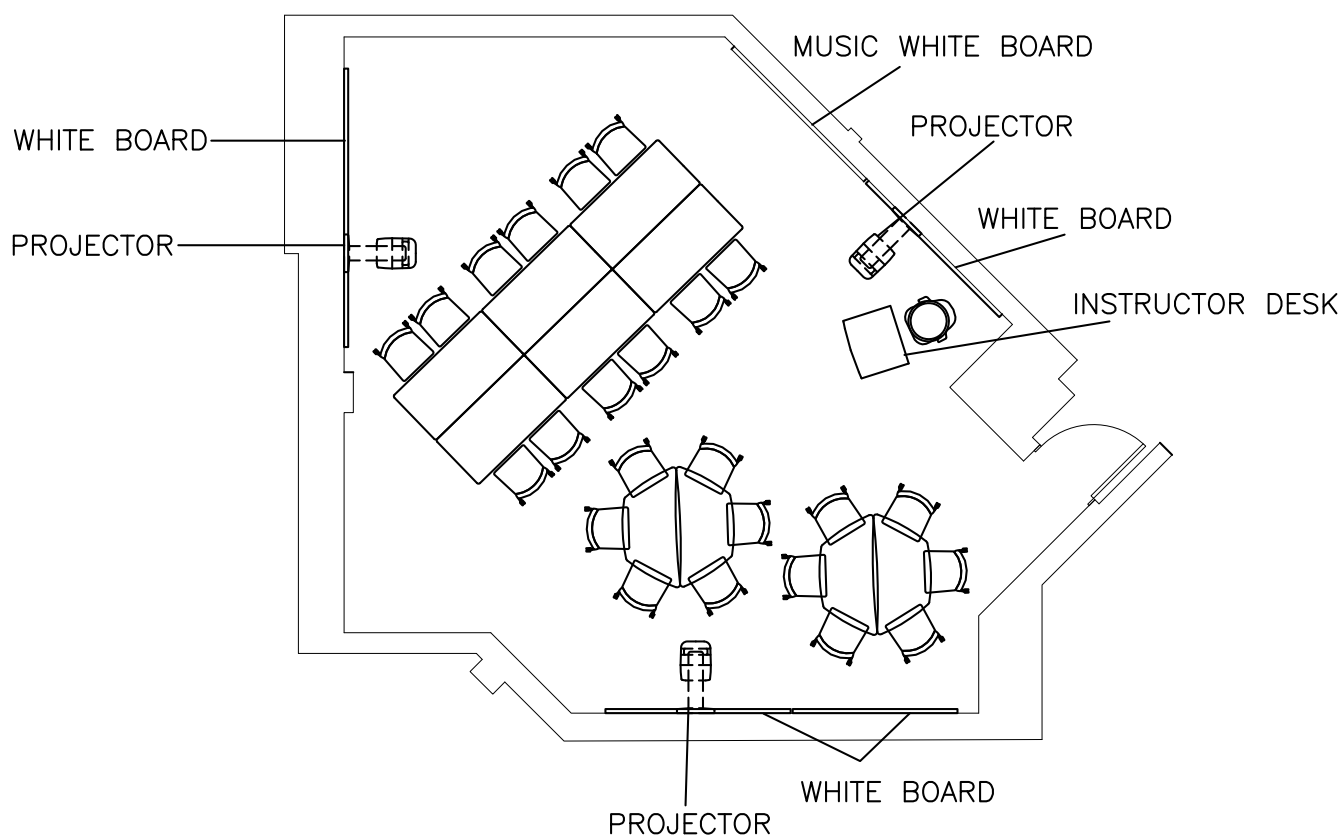 MUSIC WHITE BOARD
PROJECTOR
WHITE BOARD
WHITE BOARD
PROJECTOR
INSTRUCTOR DESK
WHITE BOARD
PROJECTOR